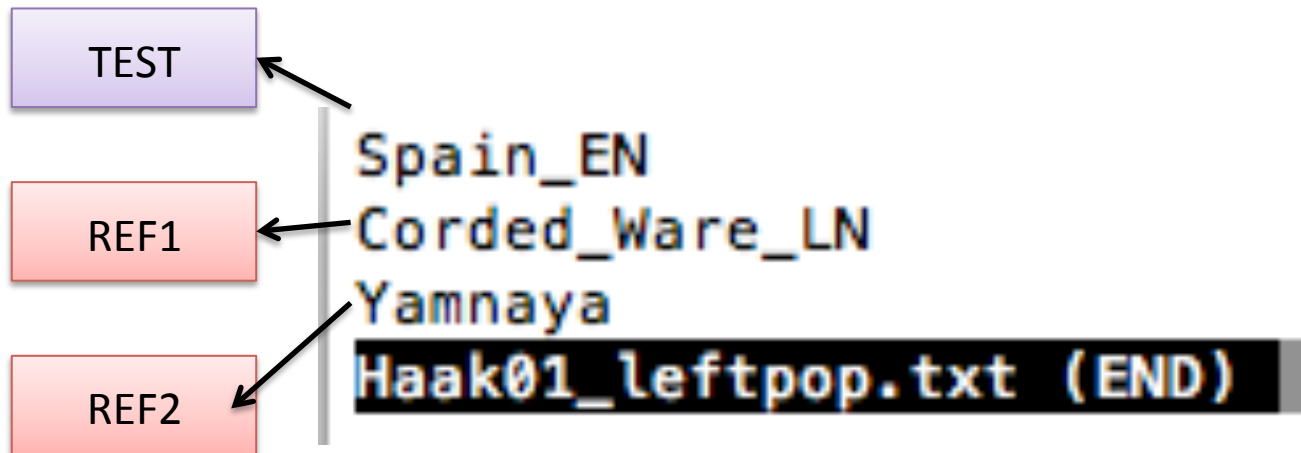 TEST
Spain_EN
REF1
Corded_Ware_LN
Yamnaya
REF2
Haak01_leftpop.txt (END)